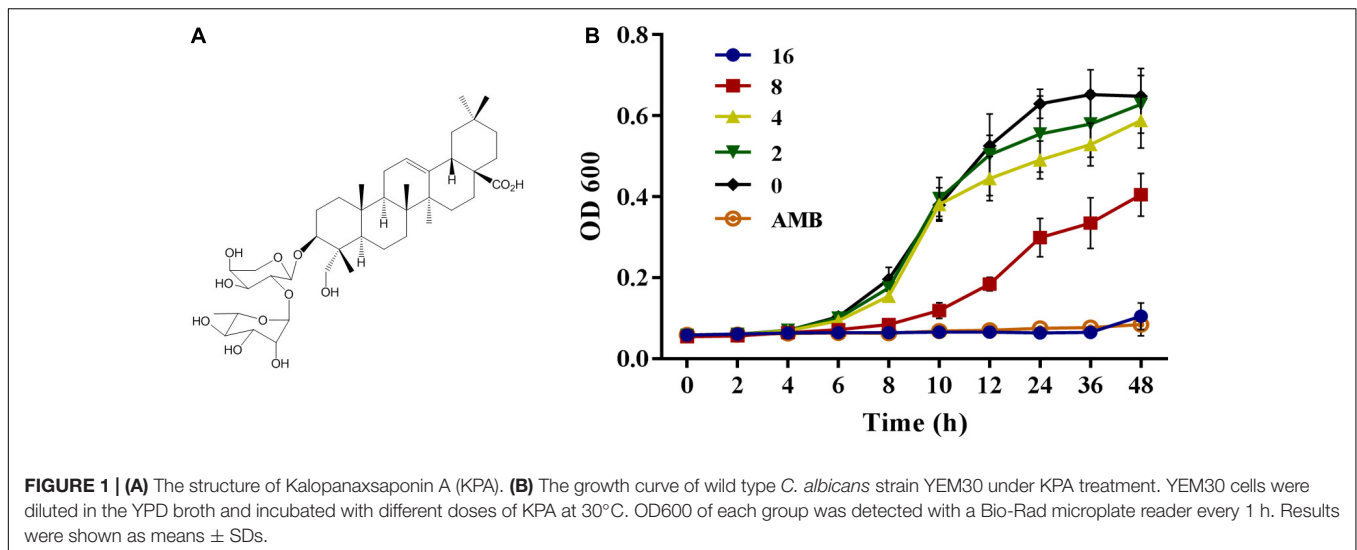 A
CO₂H
H
H
H
O
OH
OH
O
HO
O
O
HO
HO
OH
B
0.8
0.6
0.4
0.2
0.0
OD 600
16
8
4
2
0
AMB
0 2 4 6 8 10 12 24 36 48
Time (h)
FIGURE 1 | (A) The structure of Kalopanaxsaponin A (KPA). (B) The growth curve of wild type C. albicans strain YEM30 under KPA treatment. YEM30 cells were
diluted in the YPD broth and incubated with different doses of KPA at 30°C. OD600 of each group was detected with a Bio-Rad microplate reader every 1 h. Results
were shown as means ± SDs.